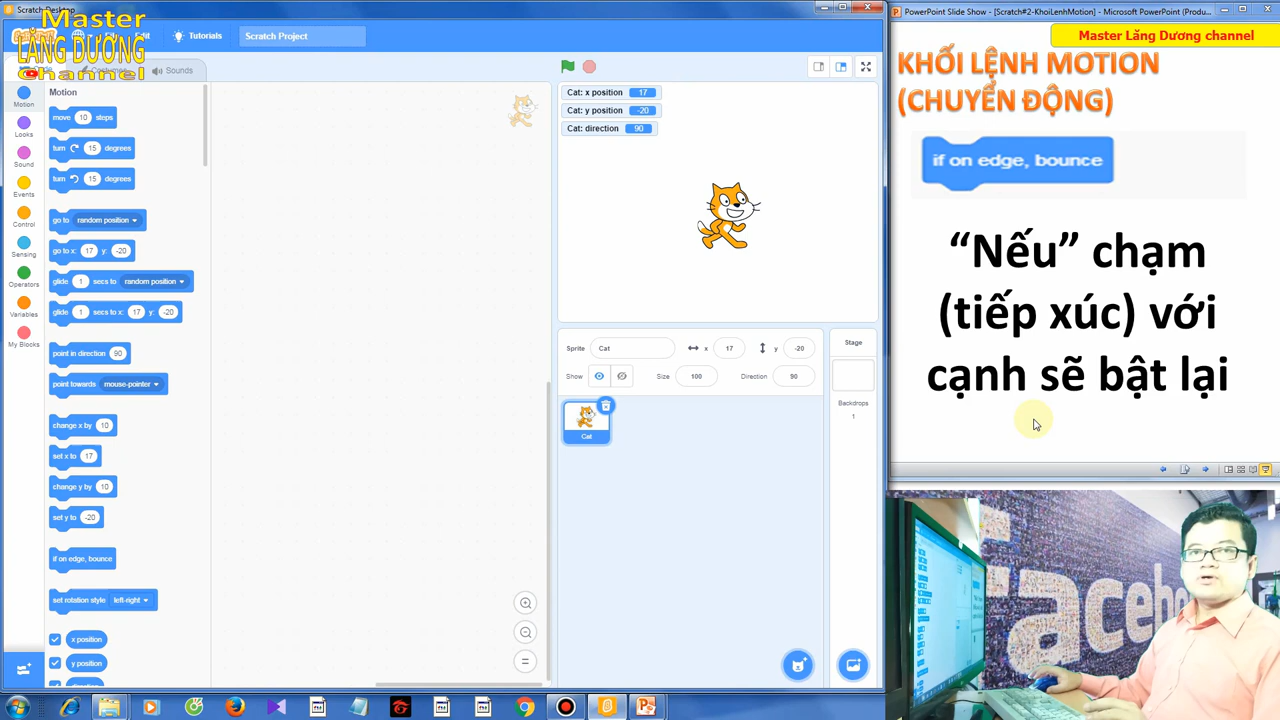 Scratch Desktop
Master
LĂNG DƯƠNG
Channel
Edit
Tutorials
Scratch Project
Sounds
Motion
Looks
Sound
Events
Control
Sensing
Operators
Variables
My Blocks
Motion
move 10 steps
turn 15 degrees
turn 15 degrees
go to random position
go to x: 17 y: -20
glide 1 secs to random position
glide 1 secs to x: 17 y: -20
point in direction 90
point towards mouse-pointer
change x by 10
set x to 17
change y by 10
set y to -20
if on edge, bounce
set rotation style left-right
x position
y position
Cat: x position 17
Cat: y position -20
Cat: direction 90
Sprite Cat x 17 y -20
Show Size 100 Direction 90
Cat
Stage
Backdrops
1
PowerPoint Slide Show - [Scratch#2-KhoiLenhMotion] - Microsoft PowerPoint (Produ...
Master Lăng Dương channel
KHỐI LỆNH MOTION
(CHUYỂN ĐỘNG)
if on edge, bounce
“Nếu” chạm
(tiếp xúc) với
cạnh sẽ bật lại
facebo